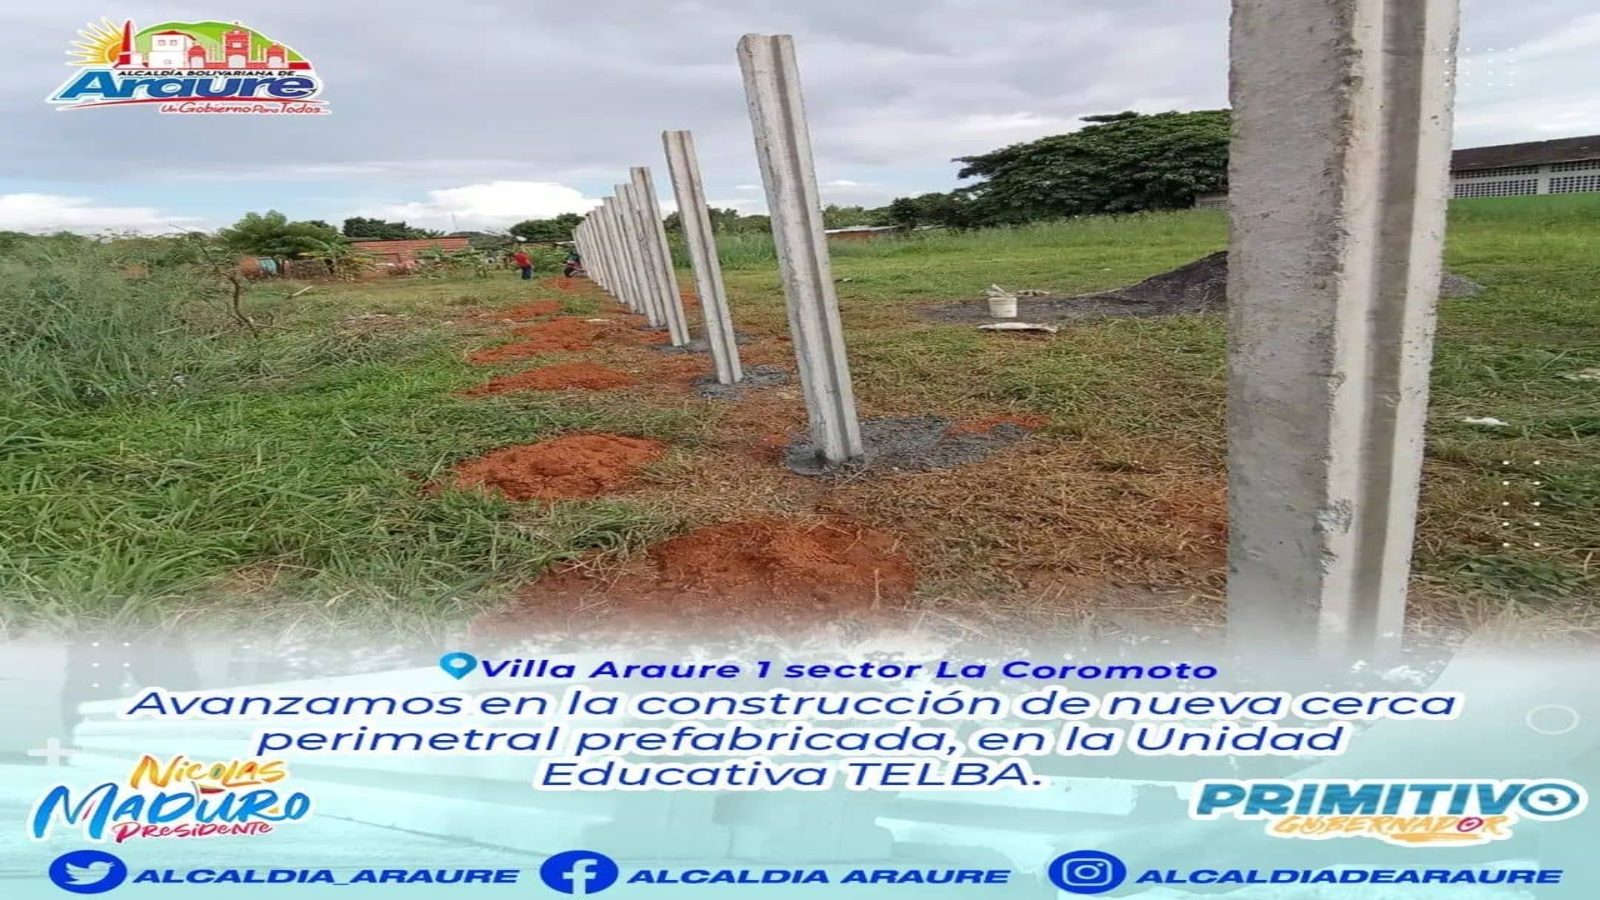 ALCALDÍA BOLIVARIANA DE
Araure
Un Gobierno Para Todos...
Villa Araure 1 sector La Coromoto
Avanzamos en la construcción de nueva cerca
perimetral prefabricada, en la Unidad
Educativa TELBA.
NICOLAS
MADURO
PRESIDENTE
PRIMITIVO
GOBERNADOR
ALCALDIA_ARAURE
ALCALDIA ARAURE
ALCALDIADEARAURE